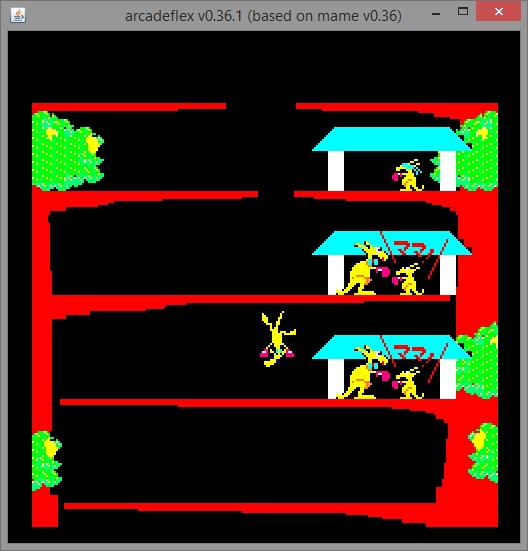 arcadeflex v0.36.1 (based on mame v0.36)
ママ,
ママ,